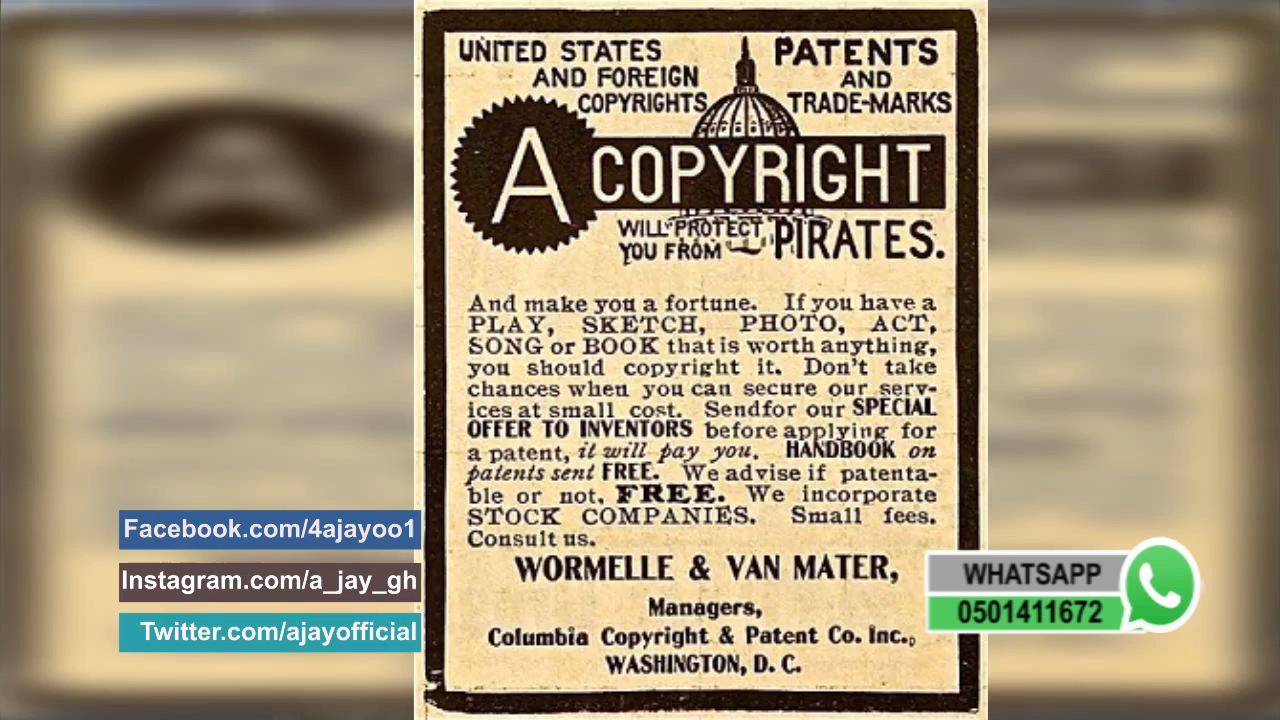 UNITED STATES
AND FOREIGN
COPYRIGHTS
PATENTS
AND
TRADE-MARKS
A COPYRIGHT
WILL PROTECT
YOU FROM PIRATES.
And make you a fortune. If you have a
PLAY, SKETCH, PHOTO, ACT,
SONG or BOOK that is worth anything,
you should copyright it. Don't take
chances when you can secure our serv-
ices at small cost. Send for our SPECIAL
OFFER TO INVENTORS before applying for
a patent, it will pay you. HANDBOOK on
patents sent FREE. We advise if patenta-
ble or not. FREE. We incorporate
STOCK COMPANIES. Small fees.
Consult us.
WORMELLE & VAN MATER,
Managers,
Columbia Copyright & Patent Co. Inc.,
WASHINGTON, D. C.
Facebook.com/4ajayoo1
Instagram.com/a_jay_gh
Twitter.com/ajayofficial
WHATSAPP
0501411672